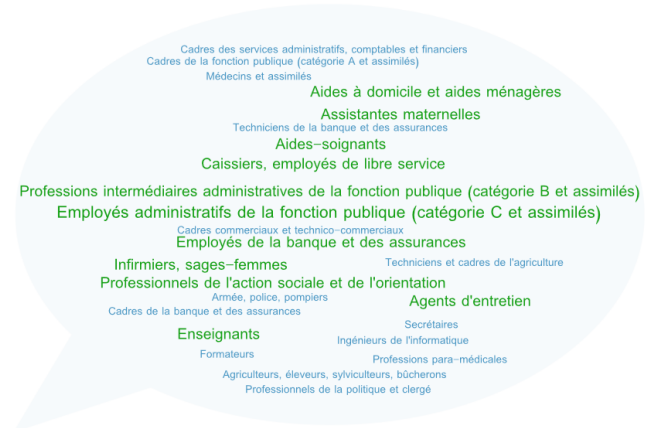 Cadres des services administratifs, comptables et financiers
Cadres de la fonction publique (catégorie A et assimilés)
Médecins et assimilés
Aides à domicile et aides ménagères
Assistantes maternelles
Techniciens de la banque et des assurances
Aides-soignants
Caissiers, employés de libre service
Professions intermédiaires administratives de la fonction publique (catégorie B et assimilés)
Employés administratifs de la fonction publique (catégorie C et assimilés)
Cadres commerciaux et technico-commerciaux
Employés de la banque et des assurances
Techniciens et cadres de l'agriculture
Infirmiers, sages-femmes
Professionnels de l'action sociale et de l'orientation
Armée, police, pompiers
Agents d'entretien
Cadres de la banque et des assurances
Secrétaires
Enseignants
Ingénieurs de l'informatique
Formateurs
Professions para-médicales
Agriculteurs, éleveurs, sylviculteurs, bûcherons
Professionnels de la politique et clergé